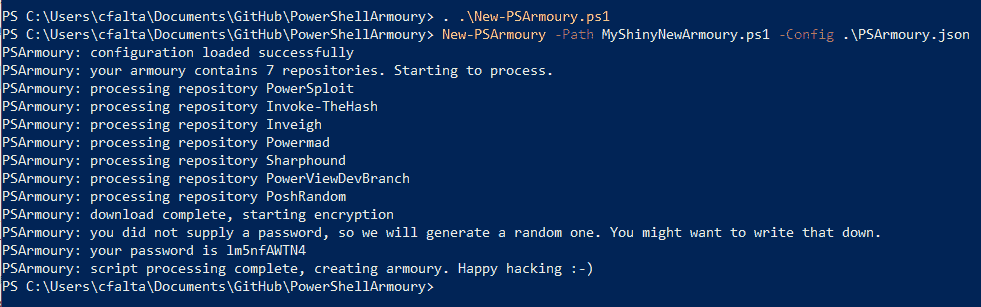 PS C:\Users\cfalta\Documents\GitHub\PowerShellArmoury> . .\New-PSArmoury.ps1
PS C:\Users\cfalta\Documents\GitHub\PowerShellArmoury> New-PSArmoury -Path MyShinyNewArmoury.ps1 -Config .\PSArmoury.json
PSArmoury: configuration loaded successfully
PSArmoury: your armoury contains 7 repositories. Starting to process.
PSArmoury: processing repository PowerSploit
PSArmoury: processing repository Invoke-TheHash
PSArmoury: processing repository Inveigh
PSArmoury: processing repository Powermad
PSArmoury: processing repository Sharphound
PSArmoury: processing repository PowerViewDevBranch
PSArmoury: processing repository PoshRandom
PSArmoury: download complete, starting encryption
PSArmoury: you did not supply a password, so we will generate a random one. You might want to write that down.
PSArmoury: your password is lm5nfAWTN4
PSArmoury: script processing complete, creating armoury. Happy hacking :-)
PS C:\Users\cfalta\Documents\GitHub\PowerShellArmoury>